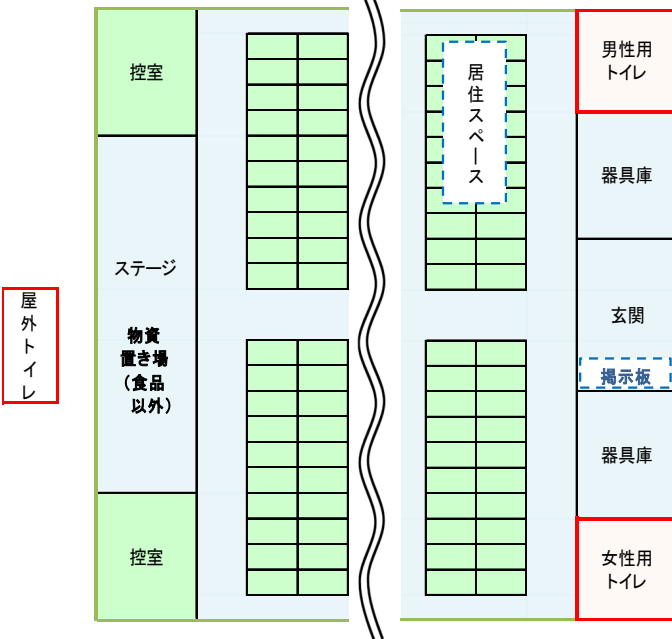 控室
居住スペース
男性用
トイレ
器具庫
ステージ
屋外トイレ
物資
置き場
（食品
以外）
玄関
掲示板
器具庫
控室
女性用
トイレ